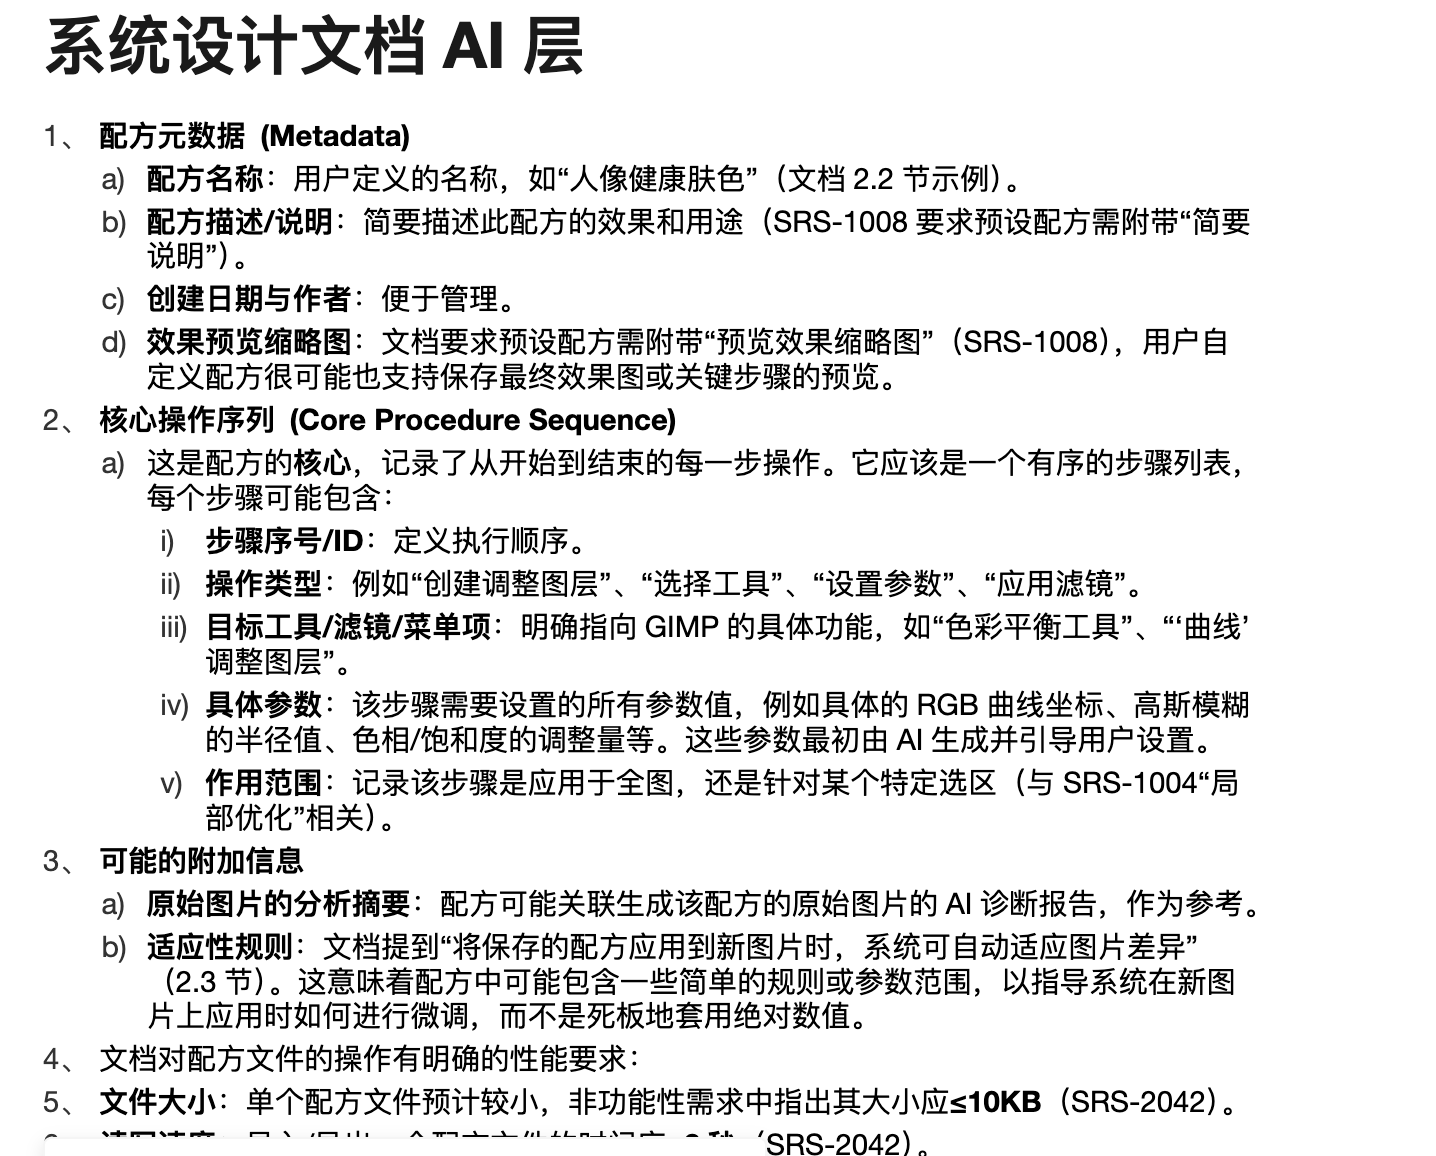 系统设计文档 AI 层
1、 配方元数据 (Metadata)
a) 配方名称：用户定义的名称，如“人像健康肤色”（文档 2.2 节示例）。
b) 配方描述/说明：简要描述此配方的效果和用途（SRS-1008 要求预设配方需附带“简要
说明”）。
c) 创建日期与作者：便于管理。
d) 效果预览缩略图：文档要求预设配方需附带“预览效果缩略图”（SRS-1008），用户自
定义配方很可能也支持保存最终效果图或关键步骤的预览。
2、 核心操作序列 (Core Procedure Sequence)
a) 这是配方的核心，记录了从开始到结束的每一步操作。它应该是一个有序的步骤列表，
每个步骤可能包含：
i) 步骤序号/ID：定义执行顺序。
ii) 操作类型：例如“创建调整图层”、“选择工具”、“设置参数”、“应用滤镜”。
iii) 目标工具/滤镜/菜单项：明确指向 GIMP 的具体功能，如“色彩平衡工具”、“‘曲线’
调整图层”。
iv) 具体参数：该步骤需要设置的所有参数值，例如具体的 RGB 曲线坐标、高斯模糊
的半径值、色相/饱和度的调整量等。这些参数最初由 AI 生成并引导用户设置。
v) 作用范围：记录该步骤是应用于全图，还是针对某个特定选区（与 SRS-1004“局
部优化”相关）。
3、 可能的附加信息
a) 原始图片的分析摘要：配方可能关联生成该配方的原始图片的 AI 诊断报告，作为参考。
b) 适应性规则：文档提到“将保存的配方应用到新图片时，系统可自动适应图片差异”
（2.3 节）。这意味着配方中可能包含一些简单的规则或参数范围，以指导系统在新图
片上应用时如何进行微调，而不是死板地套用绝对数值。
4、 文档对配方文件的操作有明确的性能要求：
5、 文件大小：单个配方文件预计较小，非功能性需求中指出其大小应≤10KB（SRS-2042）。
（SRS-2042）。